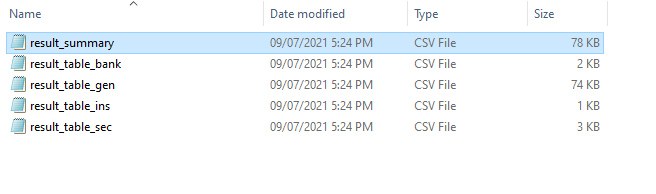 Name Date modified Type Size
result_summary 09/07/2021 5:24 PM CSV File 78 KB
result_table_bank 09/07/2021 5:24 PM CSV File 2 KB
result_table_gen 09/07/2021 5:24 PM CSV File 74 KB
result_table_ins 09/07/2021 5:24 PM CSV File 1 KB
result_table_sec 09/07/2021 5:24 PM CSV File 3 KB